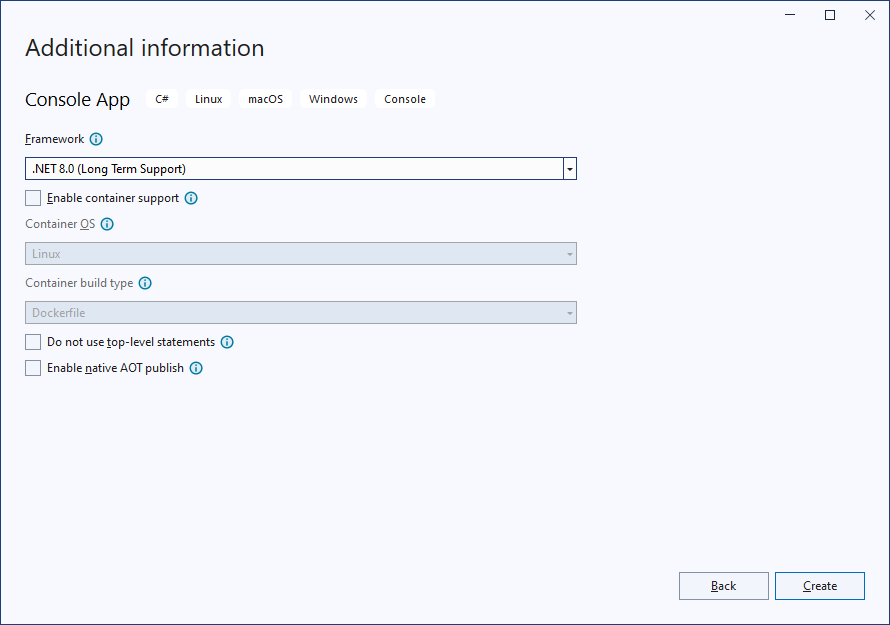 Additional information
Console App C# Linux macOS Windows Console
Framework
.NET 8.0 (Long Term Support)
Enable container support
Container OS
Linux
Container build type
Dockerfile
Do not use top-level statements
Enable native AOT publish
Back Create